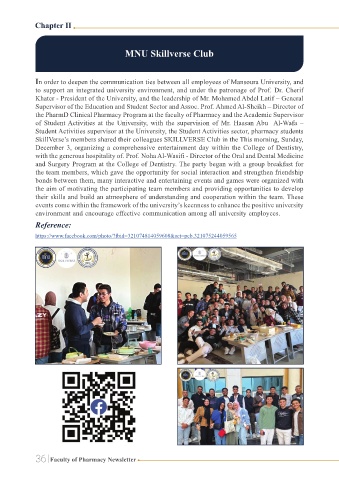 Chapter II
MNU Skillverse Club
In order to deepen the communication ties between all employees of Mansoura University, and
to support an integrated university environment, and under the patronage of Prof. Dr. Cherif
Khater - President of the University, and the leadership of Mr. Mohamed Abdel Latif – General
Supervisor of the Education and Student Sector and Assoc. Prof. Ahmed Al-Sheikh – Director of
the PharmD Clinical Pharmacy Program at the faculty of Pharmacy and the Academic Supervisor
of Student Activities at the University, with the supervision of Mr. Hassan Abu Al-Wafa –
Student Activities supervisor at the University, the Student Activities sector, pharmacy students
SkillVerse's members shared their colleagues SKILLVERSE Club in the This morning, Sunday,
December 3, organizing a comprehensive entertainment day within the College of Dentistry,
with the generous hospitality of. Prof. Noha Al-Wasifi - Director of the Oral and Dental Medicine
and Surgery Program at the College of Dentistry. The party began with a group breakfast for
the team members, which gave the opportunity for social interaction and strengthen friendship
bonds between them, many interactive and entertaining events and games were organized with
the aim of motivating the participating team members and providing opportunities to develop
their skills and build an atmosphere of understanding and cooperation within the team. These
events come within the framework of the university's keenness to enhance the positive university
environment and encourage effective communication among all university employees.
Reference:
36 Faculty of Pharmacy Newsletter